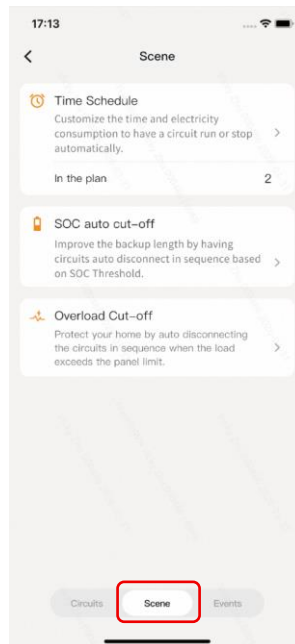 17:13
Scene
Time Schedule
Customize the time and electricity
consumption to have a circuit run or stop
automatically.
In the plan 2
SOC auto cut-off
Improve the backup length by having
circuits auto disconnect in sequence based
on SOC Threshold.
Overload Cut-off
Protect your home by auto disconnecting
the circuits in sequence when the load
exceeds the panel limit.
Circuits Scene Events